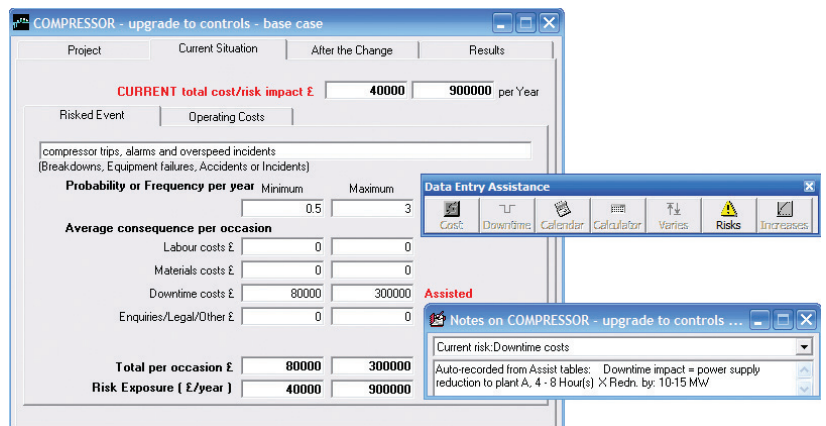 COMPRESSOR - upgrade to controls - base case
Project Current Situation After the Change Results
CURRENT total cost/risk impact £ 40000 900000 per Year
Risked Event Operating Costs
compressor trips, alarms and overspeed incidents
(Breakdowns, Equipment failures, Accidents or Incidents)
Probability or Frequency per year Minimum Maximum
0.5 3
Average consequence per occasion
Labour costs £ 0 0
Materials costs £ 0 0
Downtime costs £ 80000 300000 Assisted
Enquiries/Legal/Other £ 0 0
Total per occasion £ 80000 300000
Risk Exposure ( £/year ) 40000 900000
Data Entry Assistance
Cost Downtime Calendar Calculator Varies Risks Increases
Notes on COMPRESSOR - upgrade to controls ...
Current risk:Downtime costs
Auto-recorded from Assist tables: Downtime impact = power supply
reduction to plant A, 4 - 8 Hour(s) X Redn. by: 10-15 MW